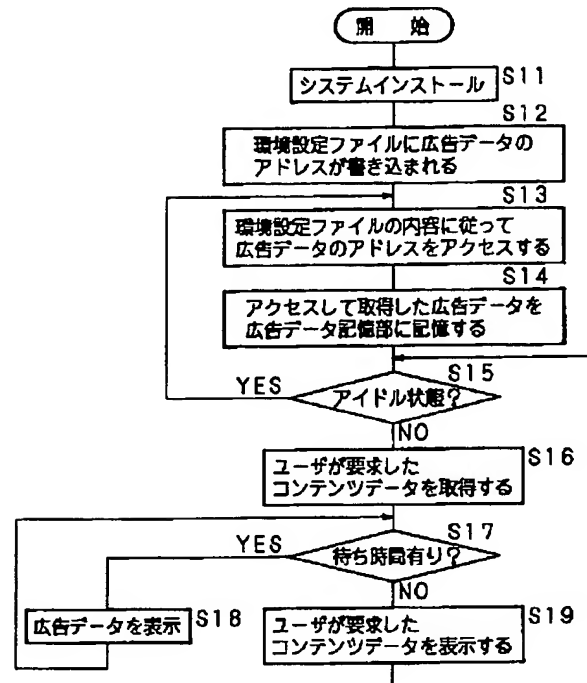 開 始
システムインストール
S11
S12
環境設定ファイルに広告データの
アドレスが書き込まれる
S13
環境設定ファイルの内容に従って
広告データのアドレスをアクセスする
S14
アクセスして取得した広告データを
広告データ記憶部に記憶する
S15
YES
アイドル状態?
NO
S16
ユーザが要求した
コンテンツデータを取得する
S17
YES
待ち時間有り?
NO
広告データを表示
S18
S19
ユーザが要求した
コンテンツデータを表示する